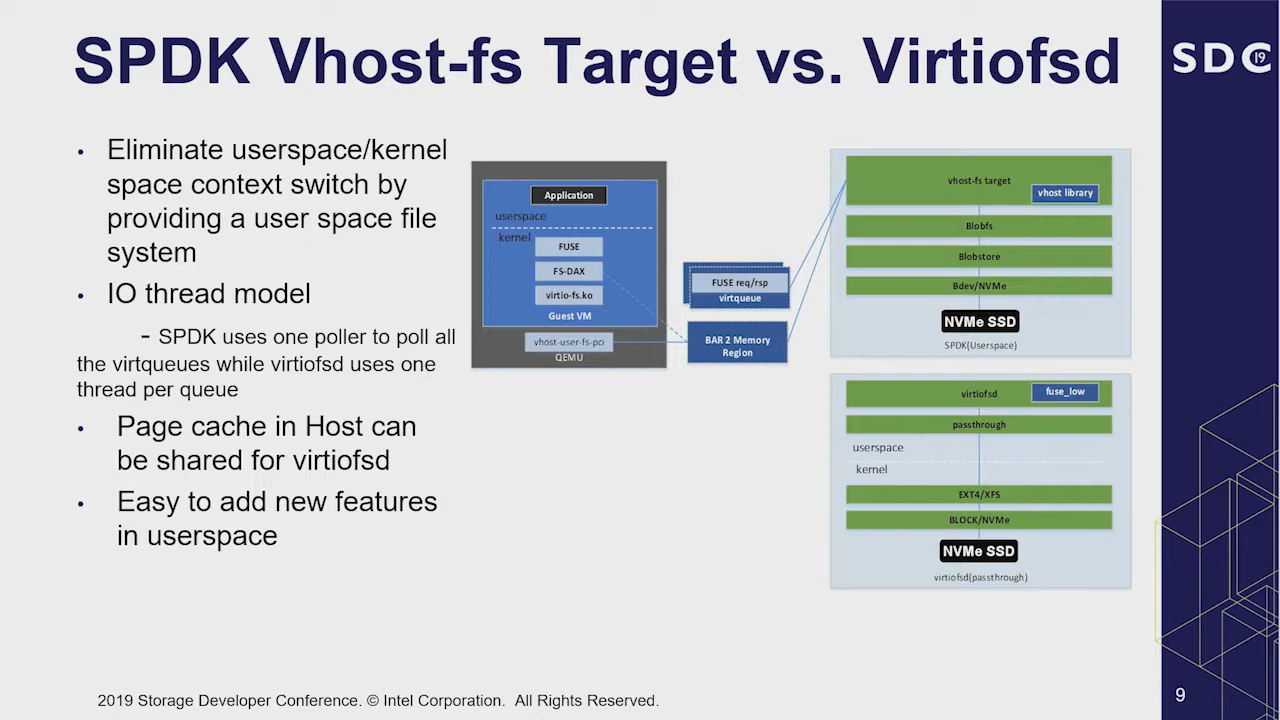 SPDK Vhost-fs Target vs. Virtiofsd
SDC 19
• Eliminate userspace/kernel
space context switch by
providing a user space file
system
• IO thread model
- SPDK uses one poller to poll all
the virtqueues while virtiofsd uses one
thread per queue
• Page cache in Host can
be shared for virtiofsd
• Easy to add new features
in userspace
Application
userspace
kernel
FUSE
FS-DAX
virtio-fs.ko
Guest VM
vhost-user-fs-pci
QEMU
FUSE req/rsp
virtqueue
BAR 2 Memory
Region
vhost-fs target
vhost library
Blobfs
Blobstore
Bdev/NVMe
NVMe SSD
SPDK(Userspace)
virtiofsd
fuse_low
passthrough
userspace
kernel
EXT4/XFS
BLOCK/NVMe
NVMe SSD
virtiofsd(passthrough)
2019 Storage Developer Conference. © Intel Corporation. All Rights Reserved.
9